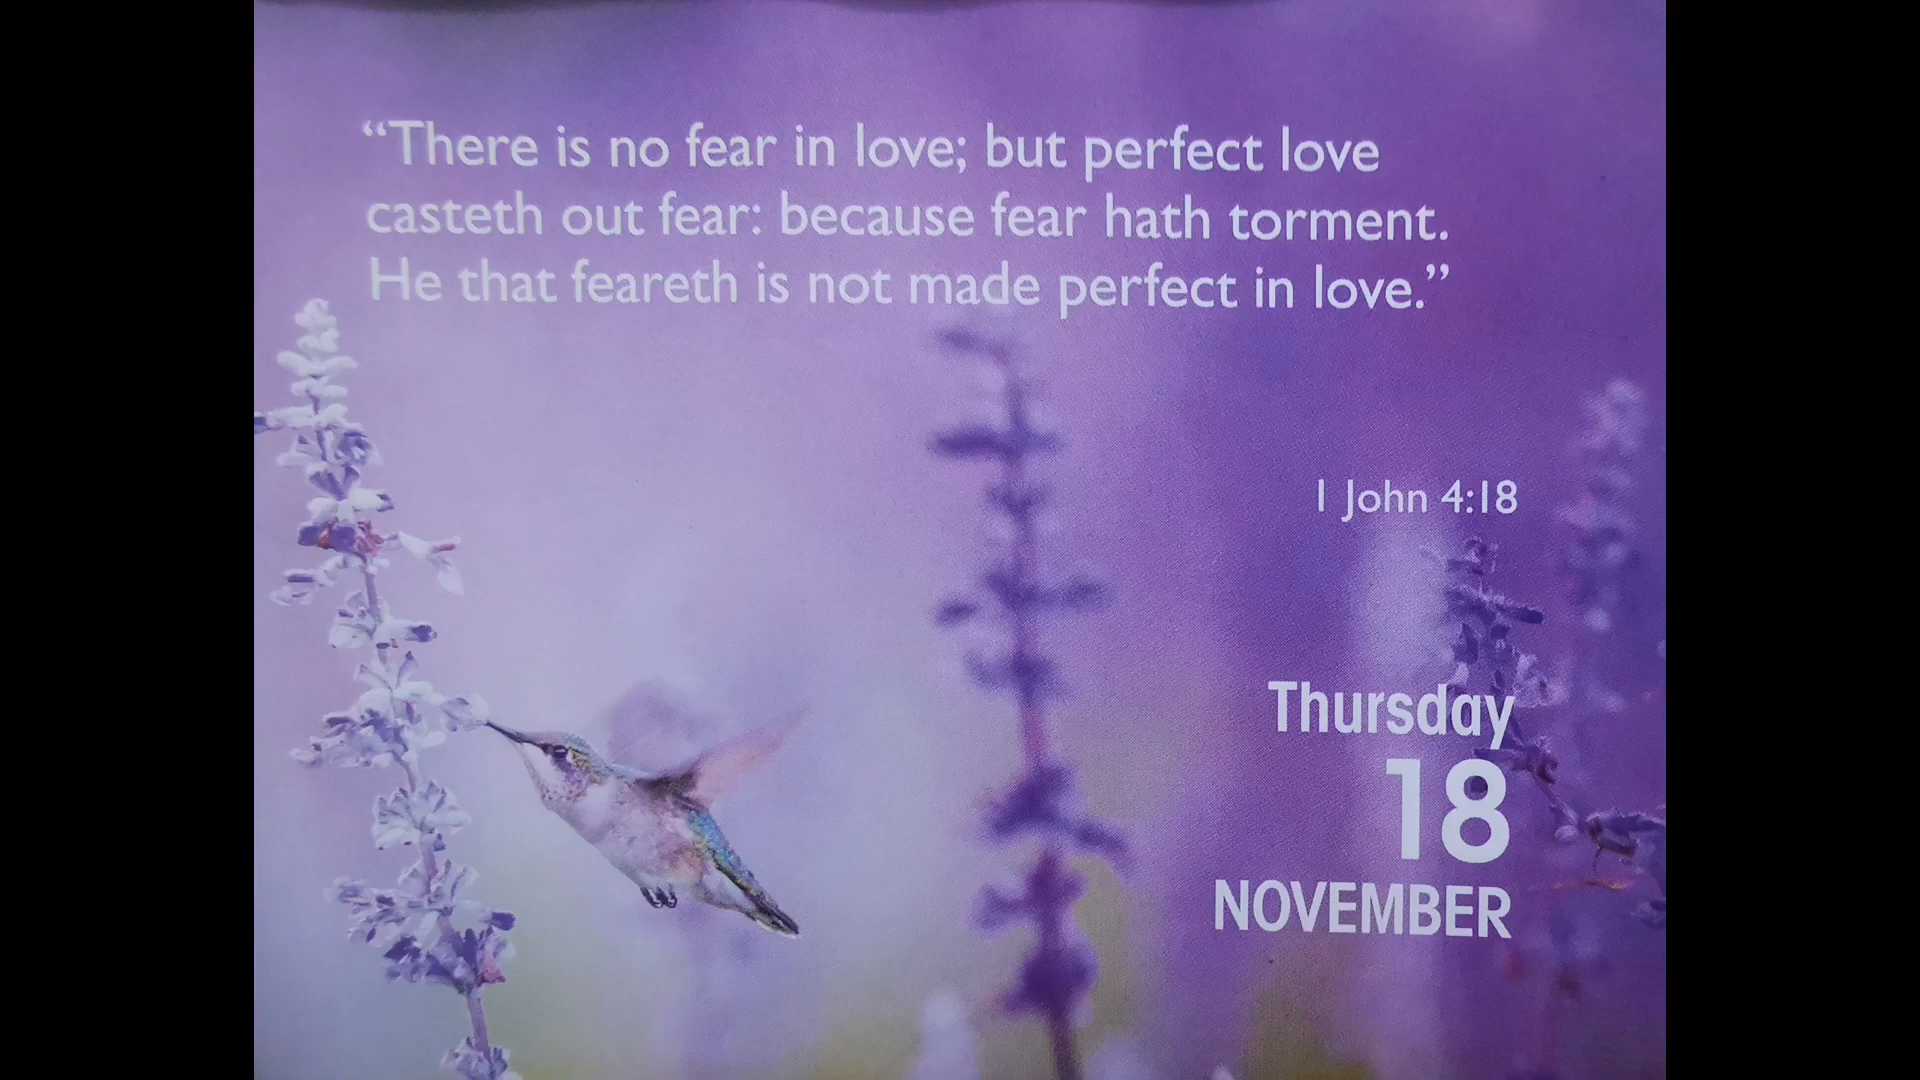 “There is no fear in love; but perfect love
casteth out fear: because fear hath torment.
He that feareth is not made perfect in love.”
1 John 4:18
Thursday
18
NOVEMBER